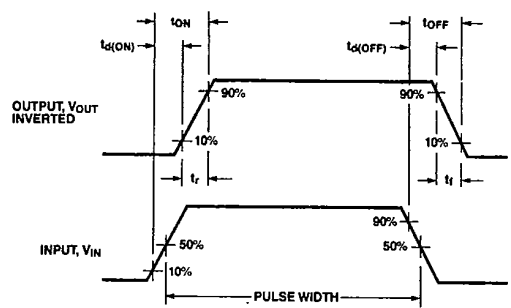 tON
tOFF
td(ON)
td(OFF)
OUTPUT, VOUT
INVERTED
90%
90%
10%
10%
tr
tf
90%
INPUT, VIN
50%
50%
10%
PULSE WIDTH